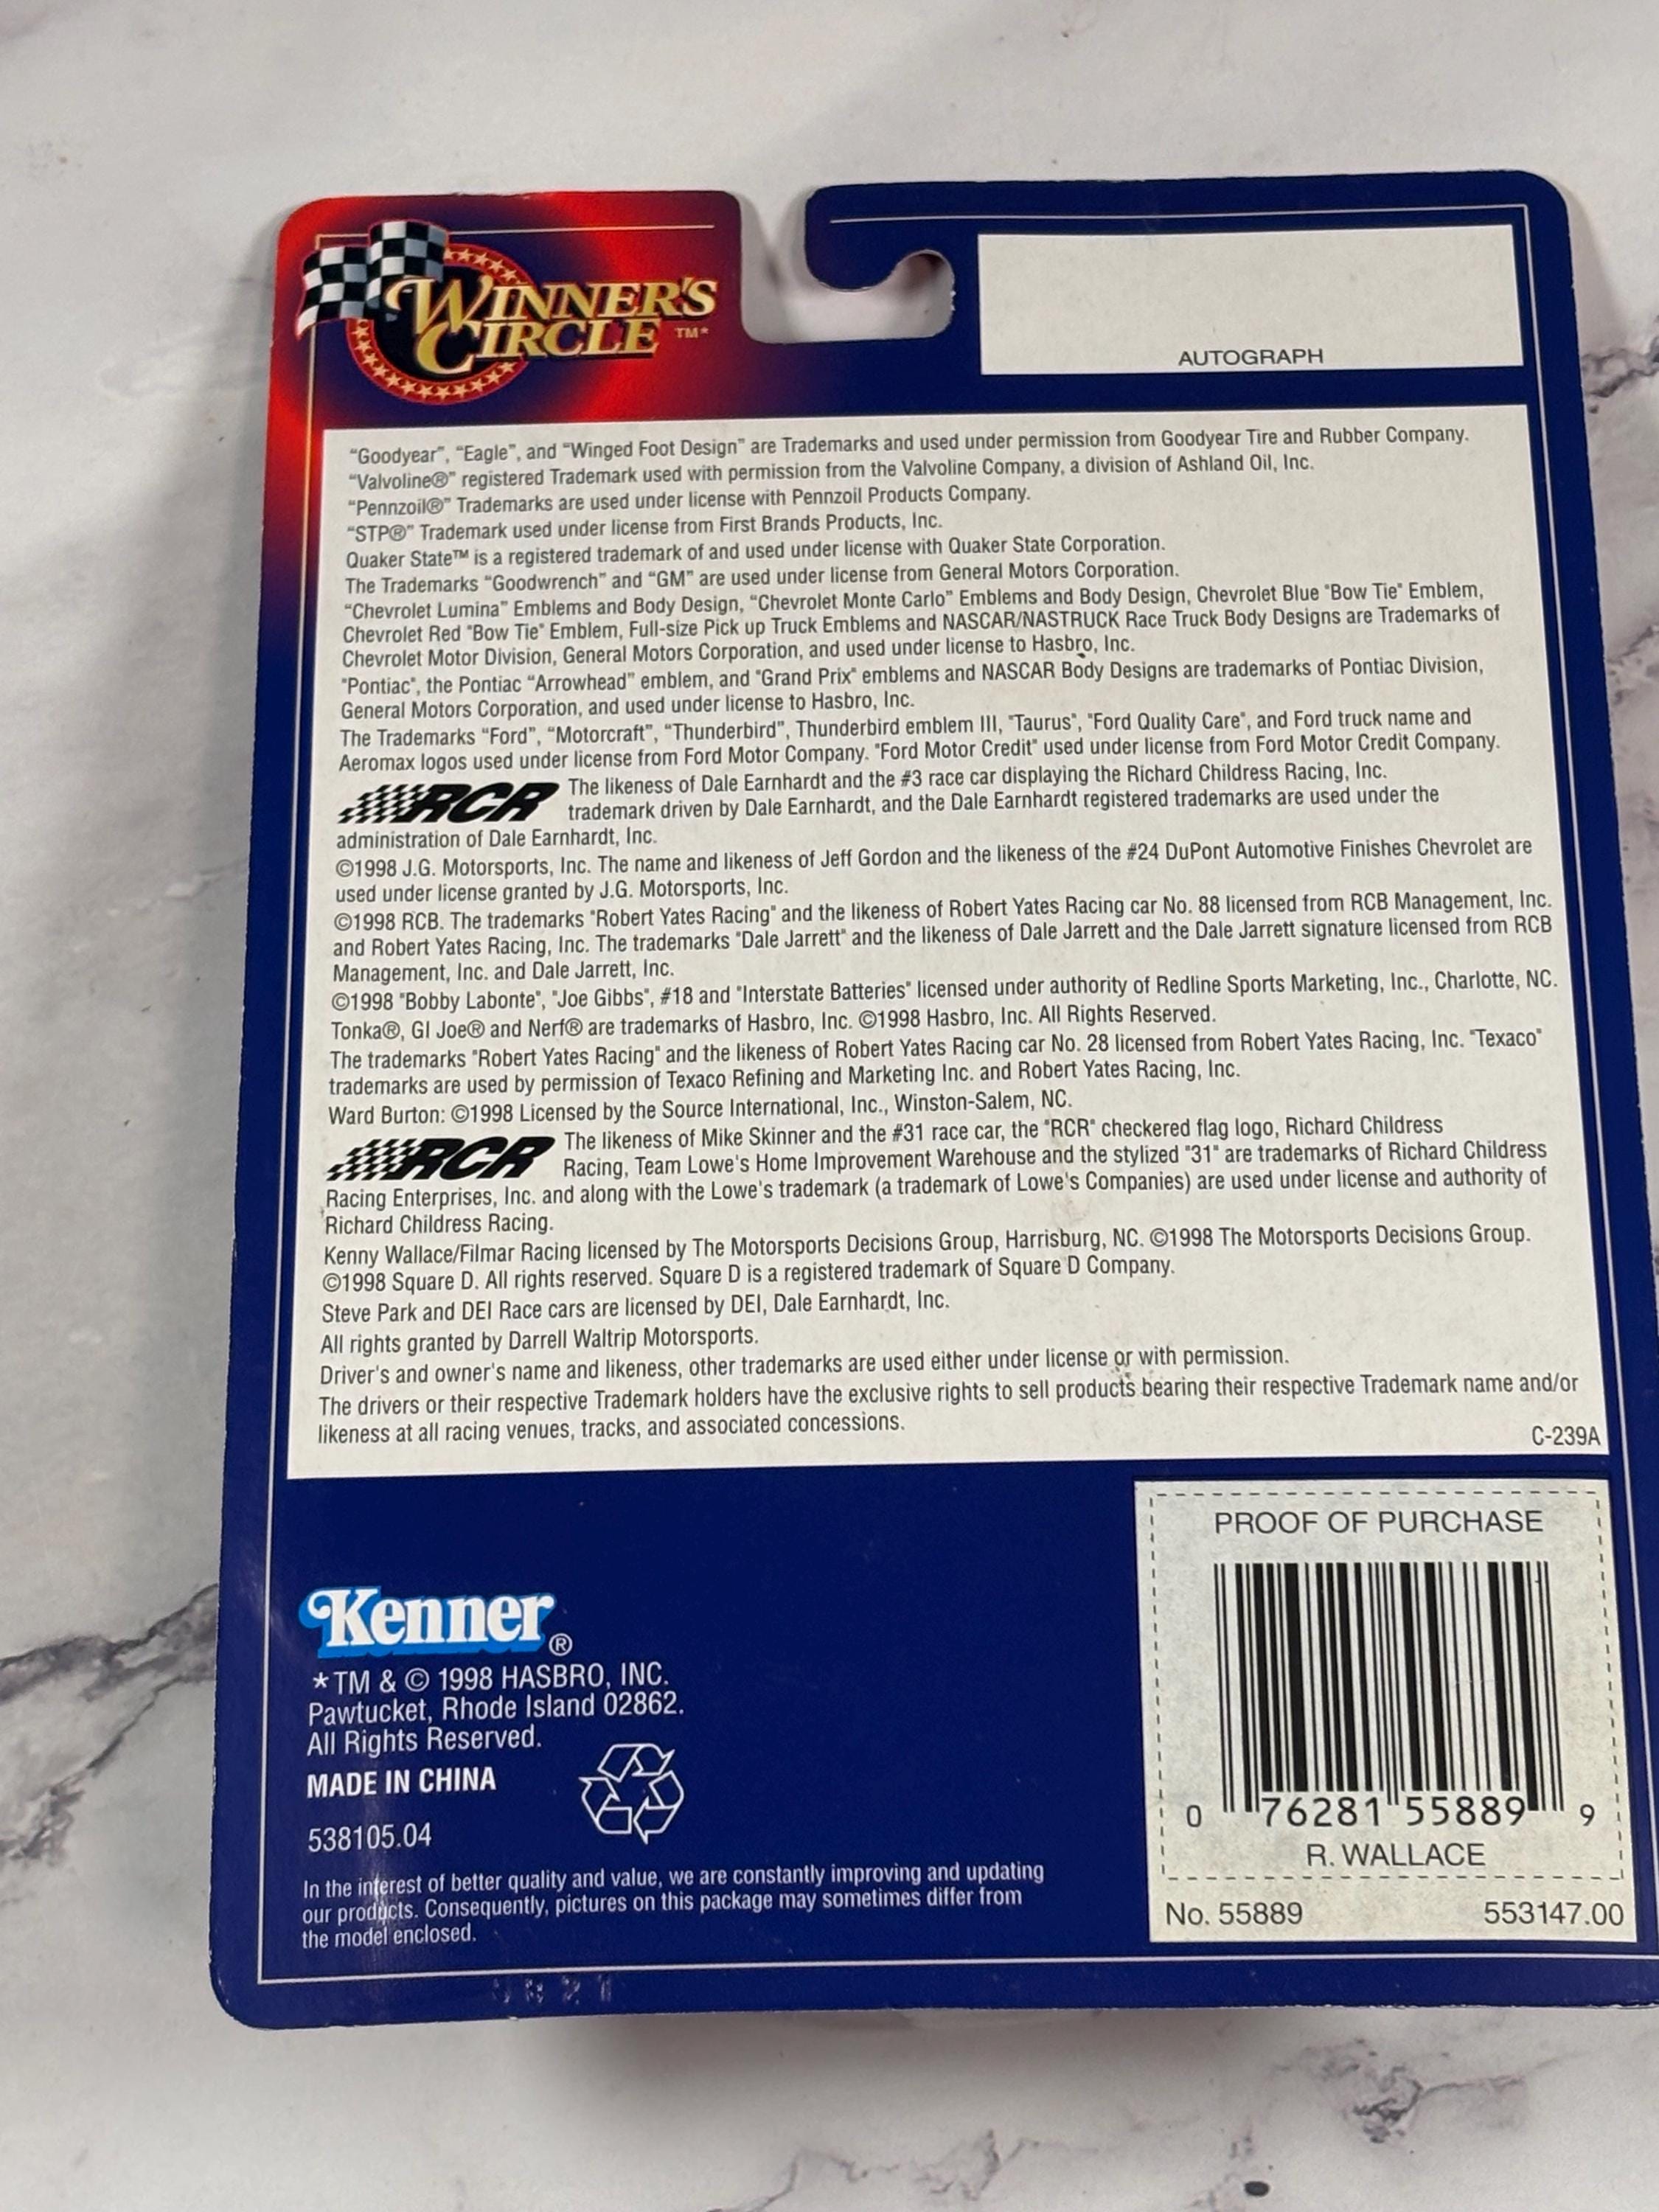 WINNER'S
CIRCLE TM*
AUTOGRAPH
“Goodyear”, “Eagle”, and “Winged Foot Design” are Trademarks and used under permission from Goodyear Tire and Rubber Company.
“Valvoline®” registered Trademark used with permission from the Valvoline Company, a division of Ashland Oil, Inc.
“Pennzoil®” Trademarks are used under license with Pennzoil Products Company.
“STP®” Trademark used under license from First Brands Products, Inc.
Quaker State™ is a registered trademark of and used under license with Quaker State Corporation.
The Trademarks “Goodwrench” and “GM” are used under license from General Motors Corporation.
“Chevrolet Lumina” Emblems and Body Design, “Chevrolet Monte Carlo” Emblems and Body Design, Chevrolet Blue "Bow Tie" Emblem,
Chevrolet Red "Bow Tie" Emblem, Full-size Pick up Truck Emblems and NASCAR/NASTRUCK Race Truck Body Designs are Trademarks of
Chevrolet Motor Division, General Motors Corporation, and used under license to Hasbro, Inc.
"Pontiac", the Pontiac “Arrowhead” emblem, and "Grand Prix" emblems and NASCAR Body Designs are trademarks of Pontiac Division,
General Motors Corporation, and used under license to Hasbro, Inc.
The Trademarks “Ford”, “Motorcraft”, “Thunderbird”, Thunderbird emblem III, "Taurus", "Ford Quality Care", and Ford truck name and
Aeromax logos used under license from Ford Motor Company. "Ford Motor Credit" used under license from Ford Motor Credit Company.
RCR The likeness of Dale Earnhardt and the #3 race car displaying the Richard Childress Racing, Inc.
trademark driven by Dale Earnhardt, and the Dale Earnhardt registered trademarks are used under the
administration of Dale Earnhardt, Inc.
©1998 J.G. Motorsports, Inc. The name and likeness of Jeff Gordon and the likeness of the #24 DuPont Automotive Finishes Chevrolet are
used under license granted by J.G. Motorsports, Inc.
©1998 RCB. The trademarks "Robert Yates Racing" and the likeness of Robert Yates Racing car No. 88 licensed from RCB Management, Inc.
and Robert Yates Racing, Inc. The trademarks "Dale Jarrett" and the likeness of Dale Jarrett and the Dale Jarrett signature licensed from RCB
Management, Inc. and Dale Jarrett, Inc.
©1998 "Bobby Labonte", "Joe Gibbs", #18 and "Interstate Batteries" licensed under authority of Redline Sports Marketing, Inc., Charlotte, NC.
Tonka®, GI Joe® and Nerf® are trademarks of Hasbro, Inc. ©1998 Hasbro, Inc. All Rights Reserved.
The trademarks "Robert Yates Racing" and the likeness of Robert Yates Racing car No. 28 licensed from Robert Yates Racing, Inc. "Texaco"
trademarks are used by permission of Texaco Refining and Marketing Inc. and Robert Yates Racing, Inc.
Ward Burton: ©1998 Licensed by the Source International, Inc., Winston-Salem, NC.
RCR The likeness of Mike Skinner and the #31 race car, the "RCR" checkered flag logo, Richard Childress
Racing, Team Lowe's Home Improvement Warehouse and the stylized "31" are trademarks of Richard Childress
Racing Enterprises, Inc. and along with the Lowe's trademark (a trademark of Lowe's Companies) are used under license and authority of
Richard Childress Racing.
Kenny Wallace/Filmar Racing licensed by The Motorsports Decisions Group, Harrisburg, NC. ©1998 The Motorsports Decisions Group.
©1998 Square D. All rights reserved. Square D is a registered trademark of Square D Company.
Steve Park and DEI Race cars are licensed by DEI, Dale Earnhardt, Inc.
All rights granted by Darrell Waltrip Motorsports.
Driver's and owner's name and likeness, other trademarks are used either under license or with permission.
The drivers or their respective Trademark holders have the exclusive rights to sell products bearing their respective Trademark name and/or
likeness at all racing venues, tracks, and associated concessions.
C-239A
PROOF OF PURCHASE
0 76281 55889 9
R. WALLACE
No. 55889 553147.00
Kenner®
*TM & © 1998 HASBRO, INC.
Pawtucket, Rhode Island 02862.
All Rights Reserved.
MADE IN CHINA
538105.04
In the interest of better quality and value, we are constantly improving and updating
our products. Consequently, pictures on this package may sometimes differ from
the model enclosed.